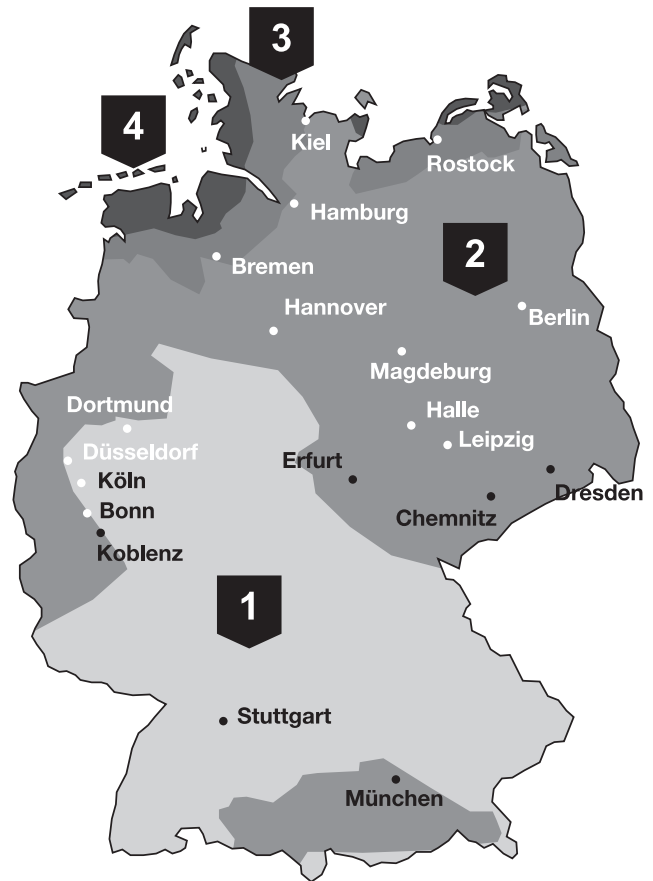 3
4
Kiel
Rostock
Hamburg
2
Bremen
Hannover
Berlin
Magdeburg
Dortmund
Halle
Düsseldorf
Leipzig
Erfurt
Köln
Dresden
Bonn
Chemnitz
Koblenz
1
Stuttgart
München